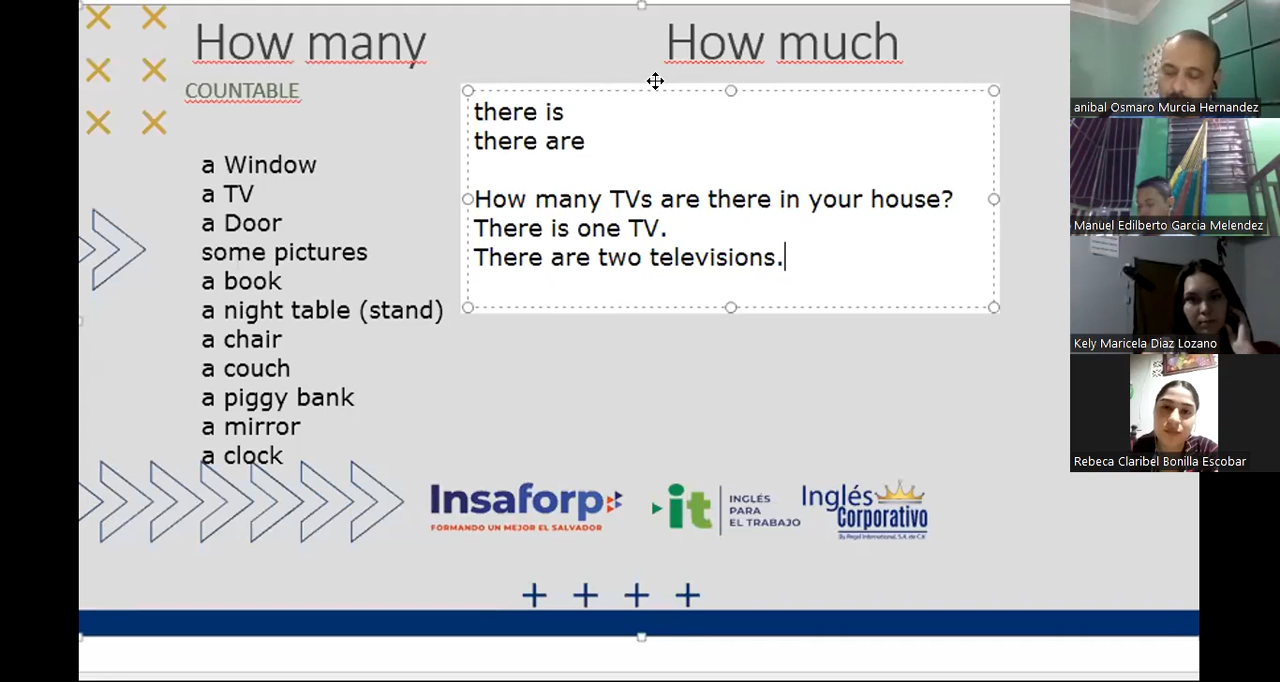 How many
How much
COUNTABLE
a Window
a TV
a Door
some pictures
a book
a night table (stand)
a chair
a couch
a piggy bank
a mirror
a clock
there is
there are
How many TVs are there in your house?
There is one TV.
There are two televisions.
Insaforp
FORMANDO UN MEJOR EL SALVADOR
it
INGLÉS
PARA
EL TRABAJO
Inglés
Corporativo
By Regal International, S.A. de C.V.
anibal Osmaro Murcia Hernandez
Manuel Edilberto Garcia Melendez
Kely Maricela Diaz Lozano
Rebeca Claribel Bonilla Escobar